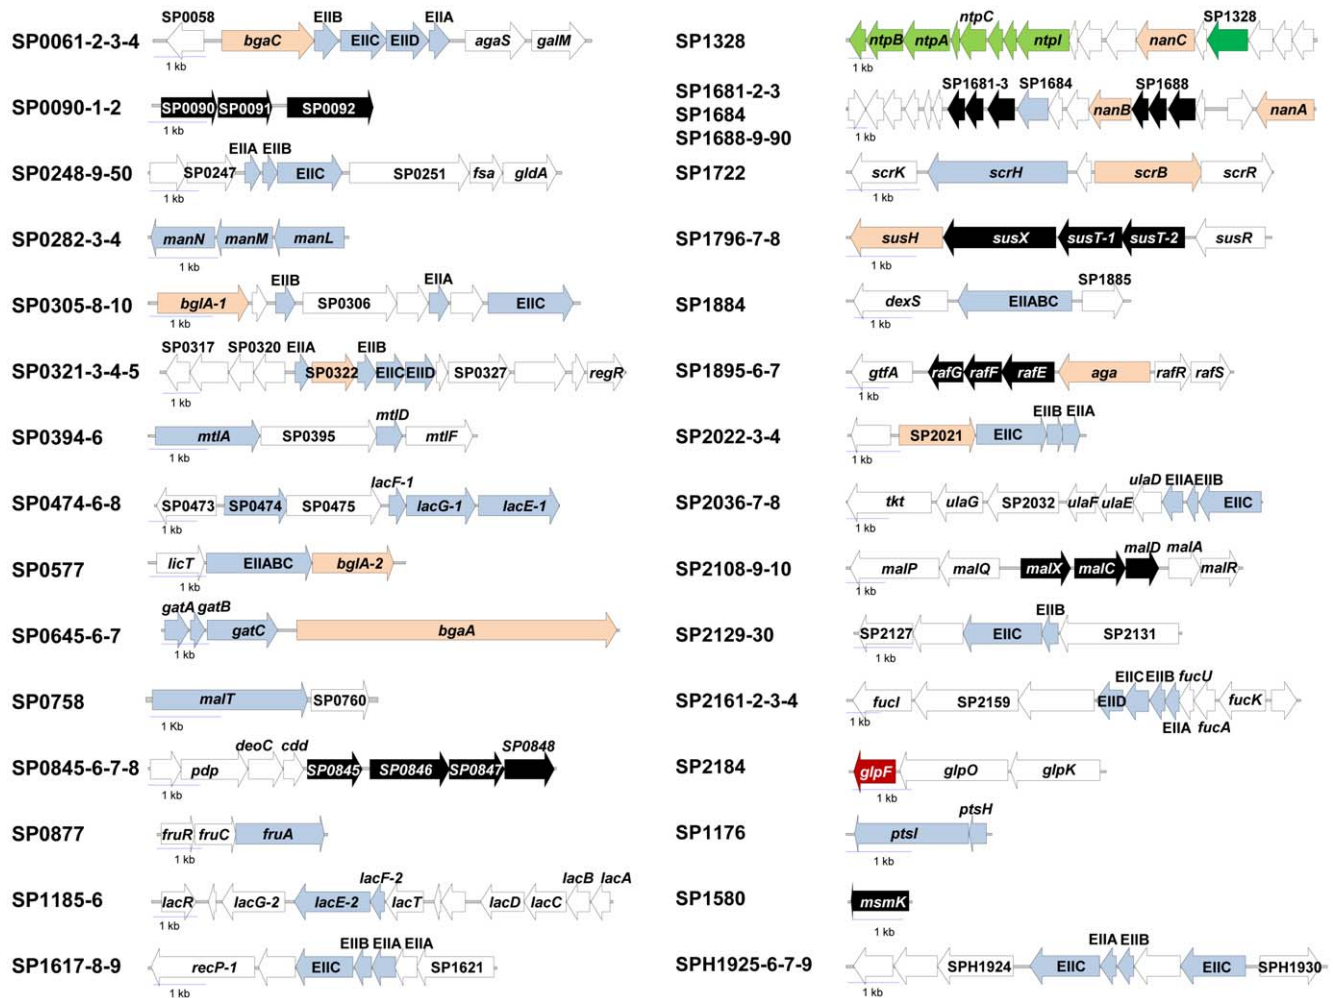 SP0061-2-3-4
SP0058 bgaC EIIB EIIC EIID EIIA agaS galM
1 kb
SP0090-1-2
SP0090 SP0091 SP0092
1 kb
SP0248-9-50
SP0247 EIIA EIIB EIIC SP0251 fsa gldA
1 kb
SP0282-3-4
manN manM manL
1 kb
SP0305-8-10
bglA-1 EIIB SP0306 EIIA EIIC
1 kb
SP0321-3-4-5
SP0317 SP0320 EIIA SP0322 EIIB EIIC EIID SP0327 regR
1 kb
SP0394-6
mtlA SP0395 mtlD mtlF
1 kb
SP0474-6-8
SP0473 SP0474 SP0475 lacF-1 lacG-1 lacE-1
1 kb
SP0577
licT EIIABC bglA-2
1 kb
SP0645-6-7
gatA gatB gatC bgaA
1 kb
SP0758
malT SP0760
1 Kb
SP0845-6-7-8
pdp deoC cdd SP0845 SP0846 SP0847 SP0848
1 kb
SP0877
fruR fruC fruA
1 kb
SP1185-6
lacR lacG-2 lacE-2 lacF-2 lacT lacD lacC lacB lacA
1 kb
SP1617-8-9
recP-1 EIIC EIIB EIIA EIIA SP1621
1 kb
SP1328
ntpB ntpA ntpC ntpI nanC SP1328
1 kb
SP1681-2-3
SP1684
SP1688-9-90
SP1681-3 SP1684 nanB SP1688 nanA
1 kb
SP1722
scrK scrH scrB scrR
1 kb
SP1796-7-8
susH susX susT-1 susT-2 susR
1 kb
SP1884
dexS EIIABC SP1885
1 kb
SP1895-6-7
gtfA rafG rafF rafE aga rafR rafS
1 kb
SP2022-3-4
SP2021 EIIC EIIB EIIA
1 kb
SP2036-7-8
tkt ulaG SP2032 ulaF ulaE ulaD EIIA EIIB EIIC
1 kb
SP2108-9-10
malP malQ malX malC malD malA malR
1 kb
SP2129-30
SP2127 EIIC EIIB SP2131
1 kb
SP2161-2-3-4
fucI SP2159 EIID EIIC EIIB EIIA fucU fucA fucK
1 kb
SP2184
glpF glpO glpK
1 kb
SP1176
ptsI ptsH
1 kb
SP1580
msmK
1 kb
SPH1925-6-7-9
SPH1924 EIIC EIIA EIIB EIIC SPH1930
1 kb